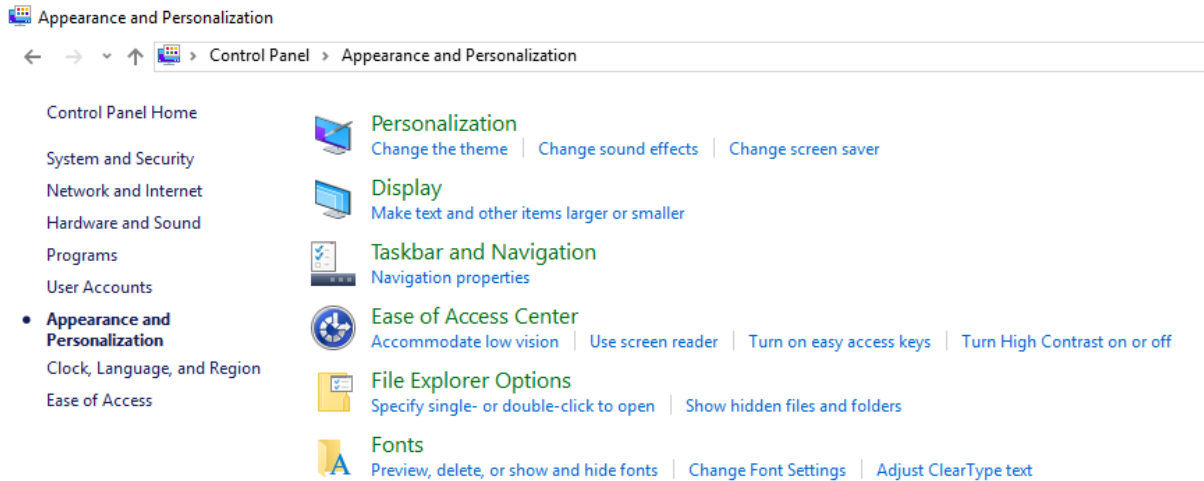 Appearance and Personalization
Control Panel > Appearance and Personalization
Control Panel Home
System and Security
Network and Internet
Hardware and Sound
Programs
User Accounts
Appearance and
Personalization
Clock, Language, and Region
Ease of Access
Personalization
Change the theme | Change sound effects | Change screen saver
Display
Make text and other items larger or smaller
Taskbar and Navigation
Navigation properties
Ease of Access Center
Accommodate low vision | Use screen reader | Turn on easy access keys | Turn High Contrast on or off
File Explorer Options
Specify single- or double-click to open | Show hidden files and folders
Fonts
Preview, delete, or show and hide fonts | Change Font Settings | Adjust ClearType text